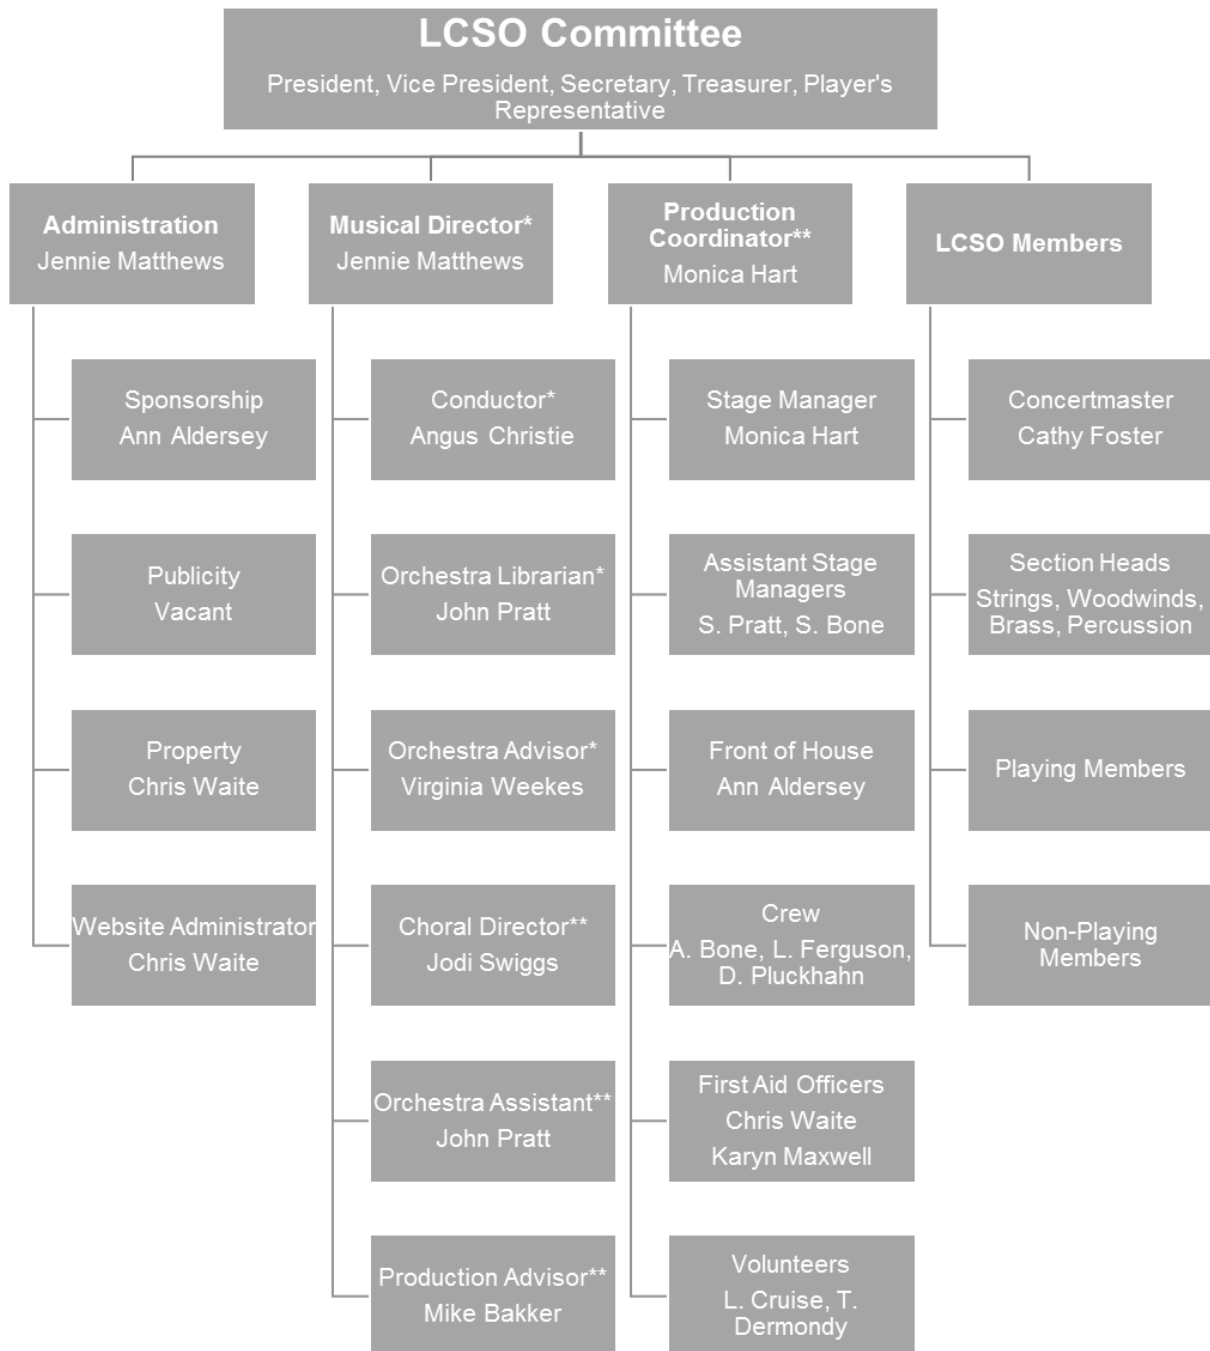 LCSO Committee
President, Vice President, Secretary, Treasurer, Player's
Representative
Administration
Jennie Matthews
Musical Director*
Jennie Matthews
Production
Coordinator**
Monica Hart
LCSO Members
Sponsorship
Ann Aldersey
Publicity
Vacant
Property
Chris Waite
Website Administrator
Chris Waite
Conductor*
Angus Christie
Orchestra Librarian*
John Pratt
Orchestra Advisor*
Virginia Weekes
Choral Director**
Jodi Swiggs
Orchestra Assistant**
John Pratt
Production Advisor**
Mike Bakker
Stage Manager
Monica Hart
Assistant Stage
Managers
S. Pratt, S. Bone
Front of House
Ann Aldersey
Crew
A. Bone, L. Ferguson,
D. Pluckhahn
First Aid Officers
Chris Waite
Karyn Maxwell
Volunteers
L. Cruise, T.
Dermondy
Concertmaster
Cathy Foster
Section Heads
Strings, Woodwinds,
Brass, Percussion
Playing Members
Non-Playing
Members